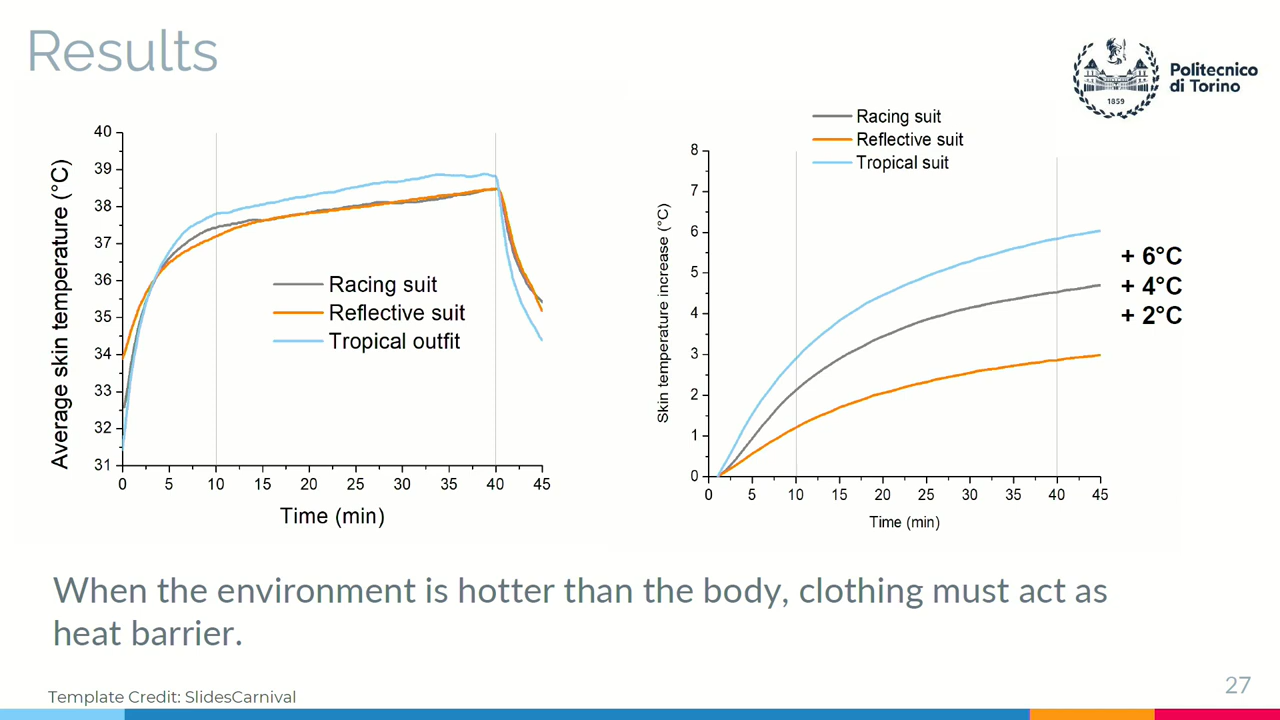 Results
Politecnico
di Torino
1859
40
39
38
37
36
35
34
33
32
31
0 5 10 15 20 25 30 35 40 45
Average skin temperature (°C)
Time (min)
Racing suit
Reflective suit
Tropical outfit
Racing suit
Reflective suit
Tropical suit
8
7
6
5
4
3
2
1
0
0 5 10 15 20 25 30 35 40 45
Skin temperature increase (°C)
Time (min)
+ 6°C
+ 4°C
+ 2°C
When the environment is hotter than the body, clothing must act as
heat barrier.
Template Credit: SlidesCarnival
27